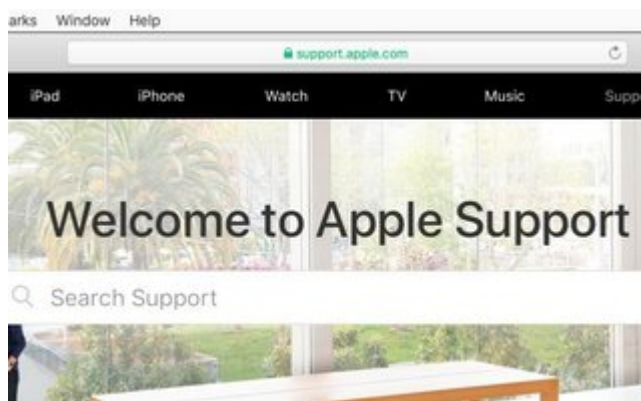 arks Window Help
support.apple.com
iPad iPhone Watch TV Music Supp
Welcome to Apple Support
Search Support